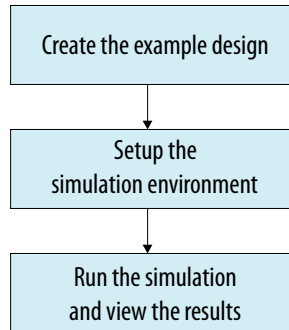 Create the example design
Setup the
simulation environment
Run the simulation
and view the results